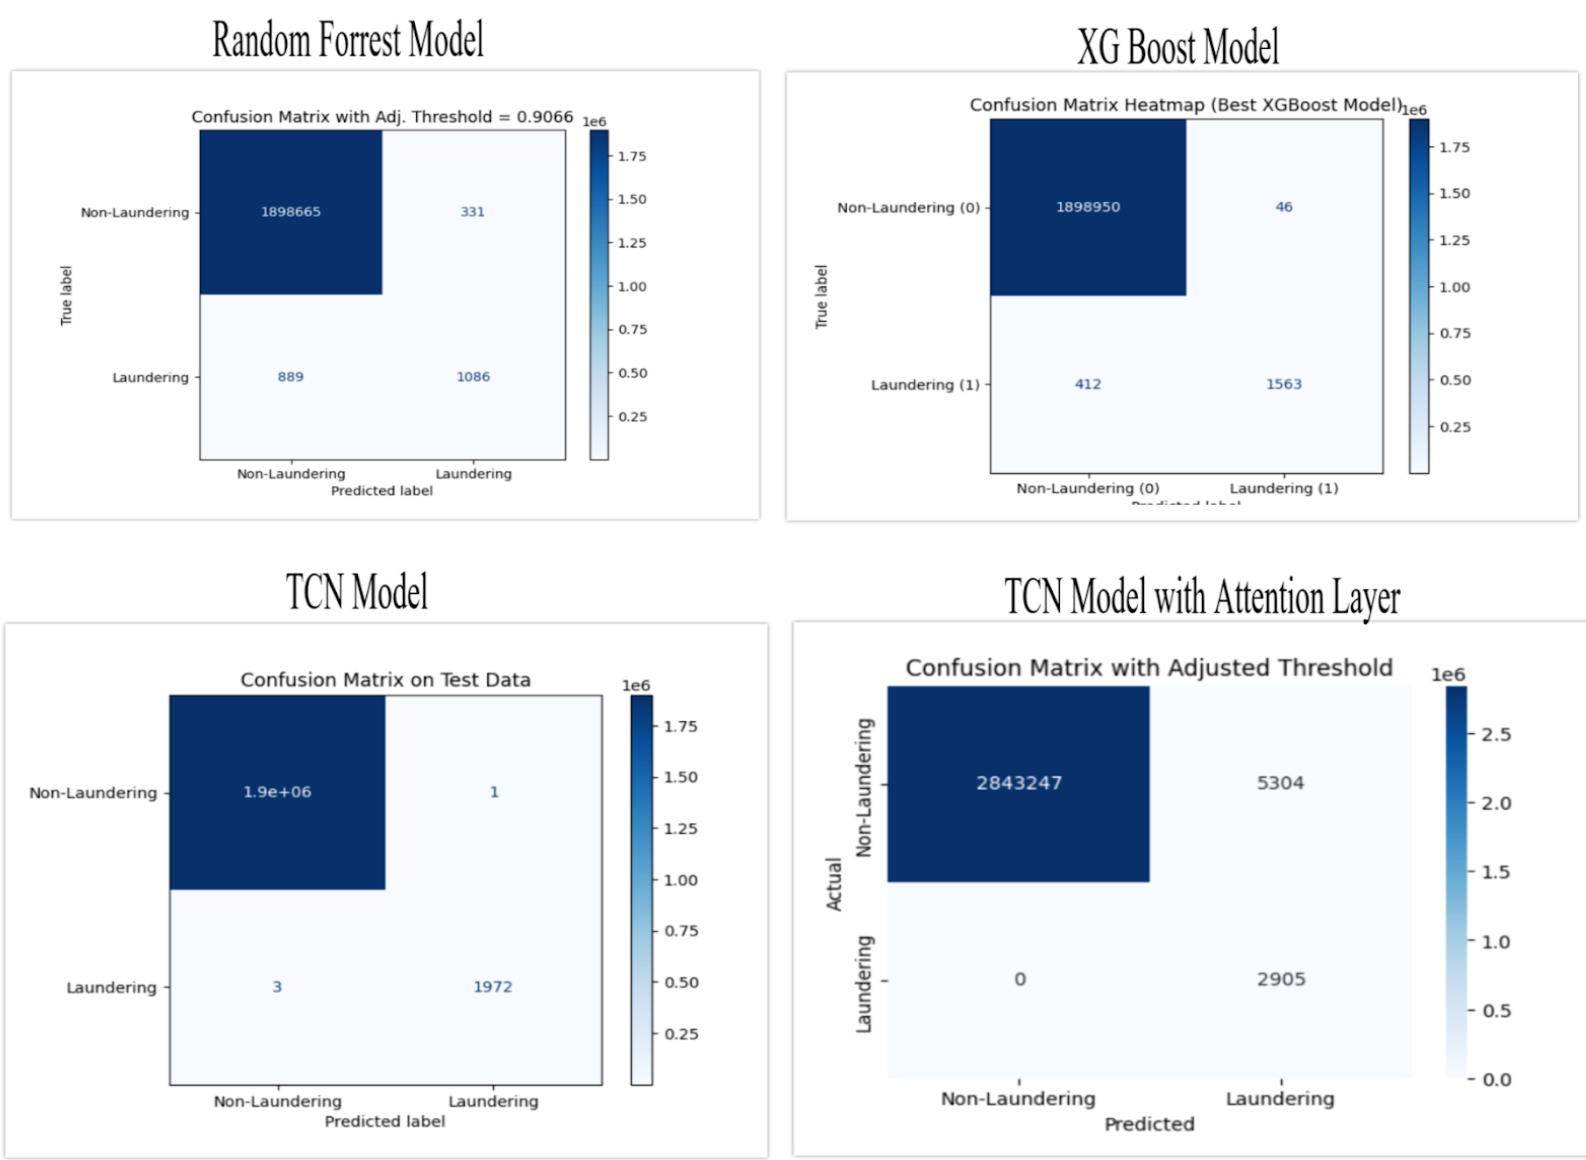 Random Forrest Model
XG Boost Model
Confusion Matrix with Adj. Threshold = 0.9066
1e6
Non-Laundering
1898665
331
Laundering
889
1086
True label
Non-Laundering
Laundering
Predicted label
1.75
1.50
1.25
1.00
0.75
0.50
0.25
Confusion Matrix Heatmap (Best XGBoost Model)
1e6
Non-Laundering (0)
1898950
46
Laundering (1)
412
1563
True label
Non-Laundering (0)
Laundering (1)
Predicted label
1.75
1.50
1.25
1.00
0.75
0.50
0.25
TCN Model
TCN Model with Attention Layer
Confusion Matrix on Test Data
1e6
Non-Laundering
1.9e+06
1
Laundering
3
1972
Non-Laundering
Laundering
Predicted label
1.75
1.50
1.25
1.00
0.75
0.50
0.25
Confusion Matrix with Adjusted Threshold
1e6
Non-Laundering
2843247
5304
Actual
Laundering
0
2905
Non-Laundering
Laundering
Predicted
2.5
2.0
1.5
1.0
0.5
0.0